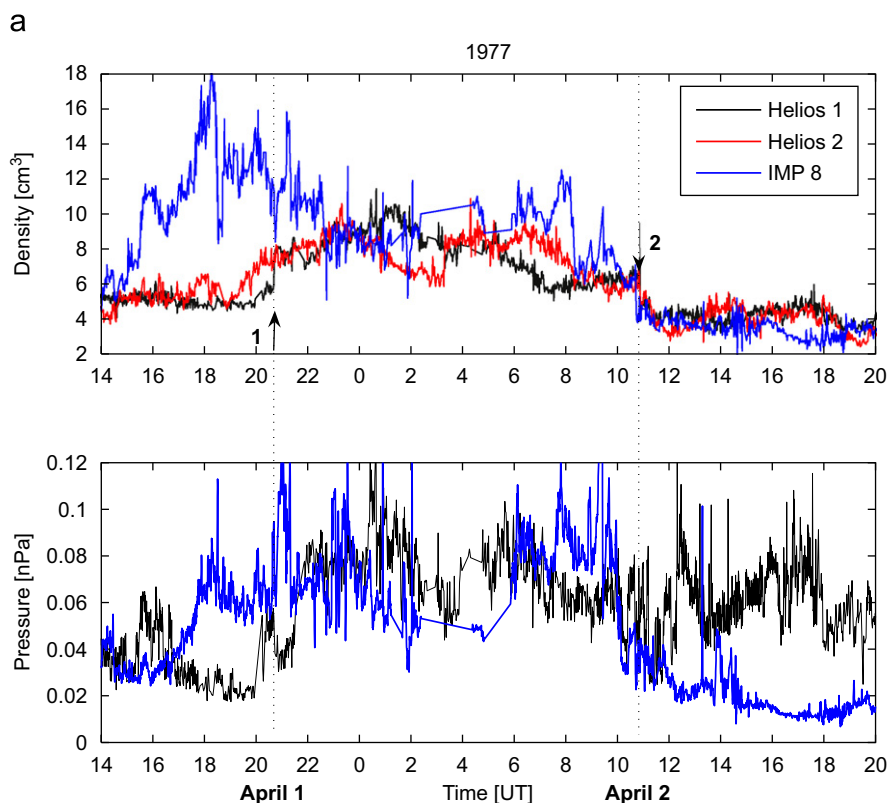 a
1977
18
16
14
12
10
8
6
4
2
Density [cm³]
Helios 1
Helios 2
IMP 8
1
2
14 16 18 20 22 0 2 4 6 8 10 12 14 16 18 20
0.12
0.1
0.08
0.06
0.04
0.02
0
Pressure [nPa]
14 16 18 20 22 0 2 4 6 8 10 12 14 16 18 20
April 1 Time [UT] April 2